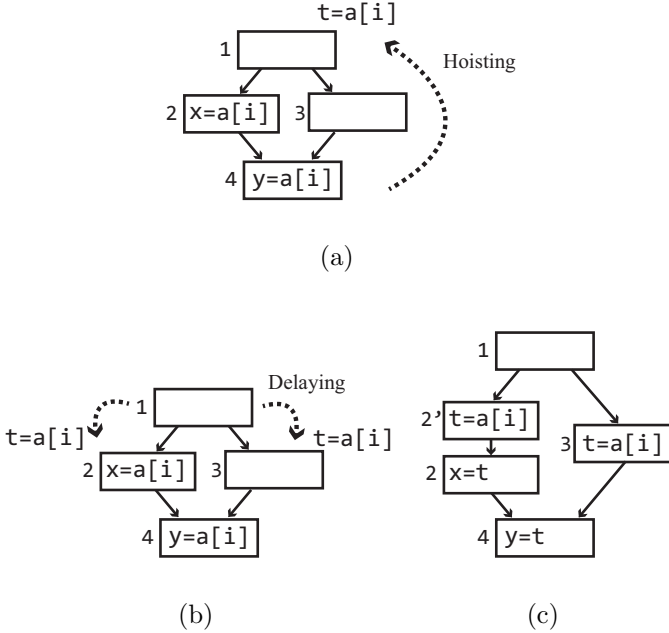 t=a[i]
1
Hoisting
2 x=a[i] 3
4 y=a[i]
(a)
1
Delaying
t=a[i] t=a[i]
2 x=a[i] 3
4 y=a[i]
(b)
1
2' t=a[i]
3 t=a[i]
2 x=t
4 y=t
(c)